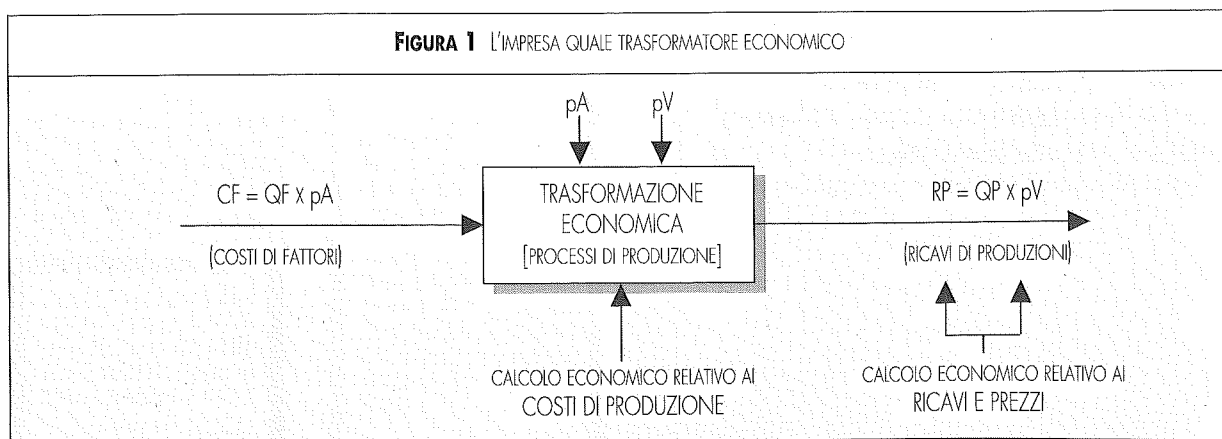 FIGURA 1 L'IMPRESA QUALE TRASFORMATORE ECONOMICO
pA pV
CF = QF x pA
(COSTI DI FATTORI)
TRASFORMAZIONE
ECONOMICA
[PROCESSI DI PRODUZIONE]
RP = QP x pV
(RICAVI DI PRODUZIONI)
CALCOLO ECONOMICO RELATIVO AI
COSTI DI PRODUZIONE
CALCOLO ECONOMICO RELATIVO AI
RICAVI E PREZZI